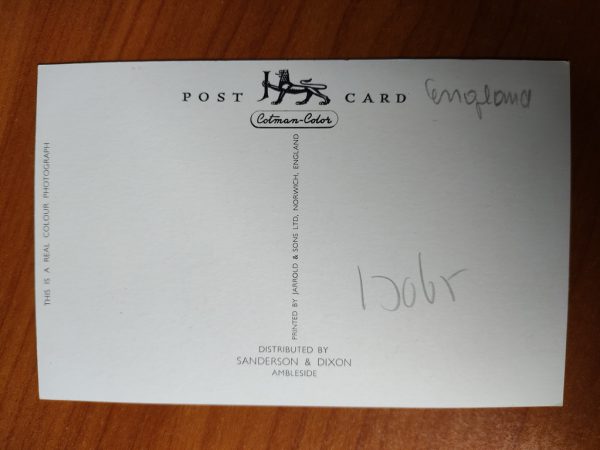 POST CARD
England
Cotman-Color
THIS IS A REAL COLOUR PHOTOGRAPH
PRINTED BY JARROLD & SONS LTD, NORWICH, ENGLAND
DISTRIBUTED BY
SANDERSON & DIXON
AMBLESIDE